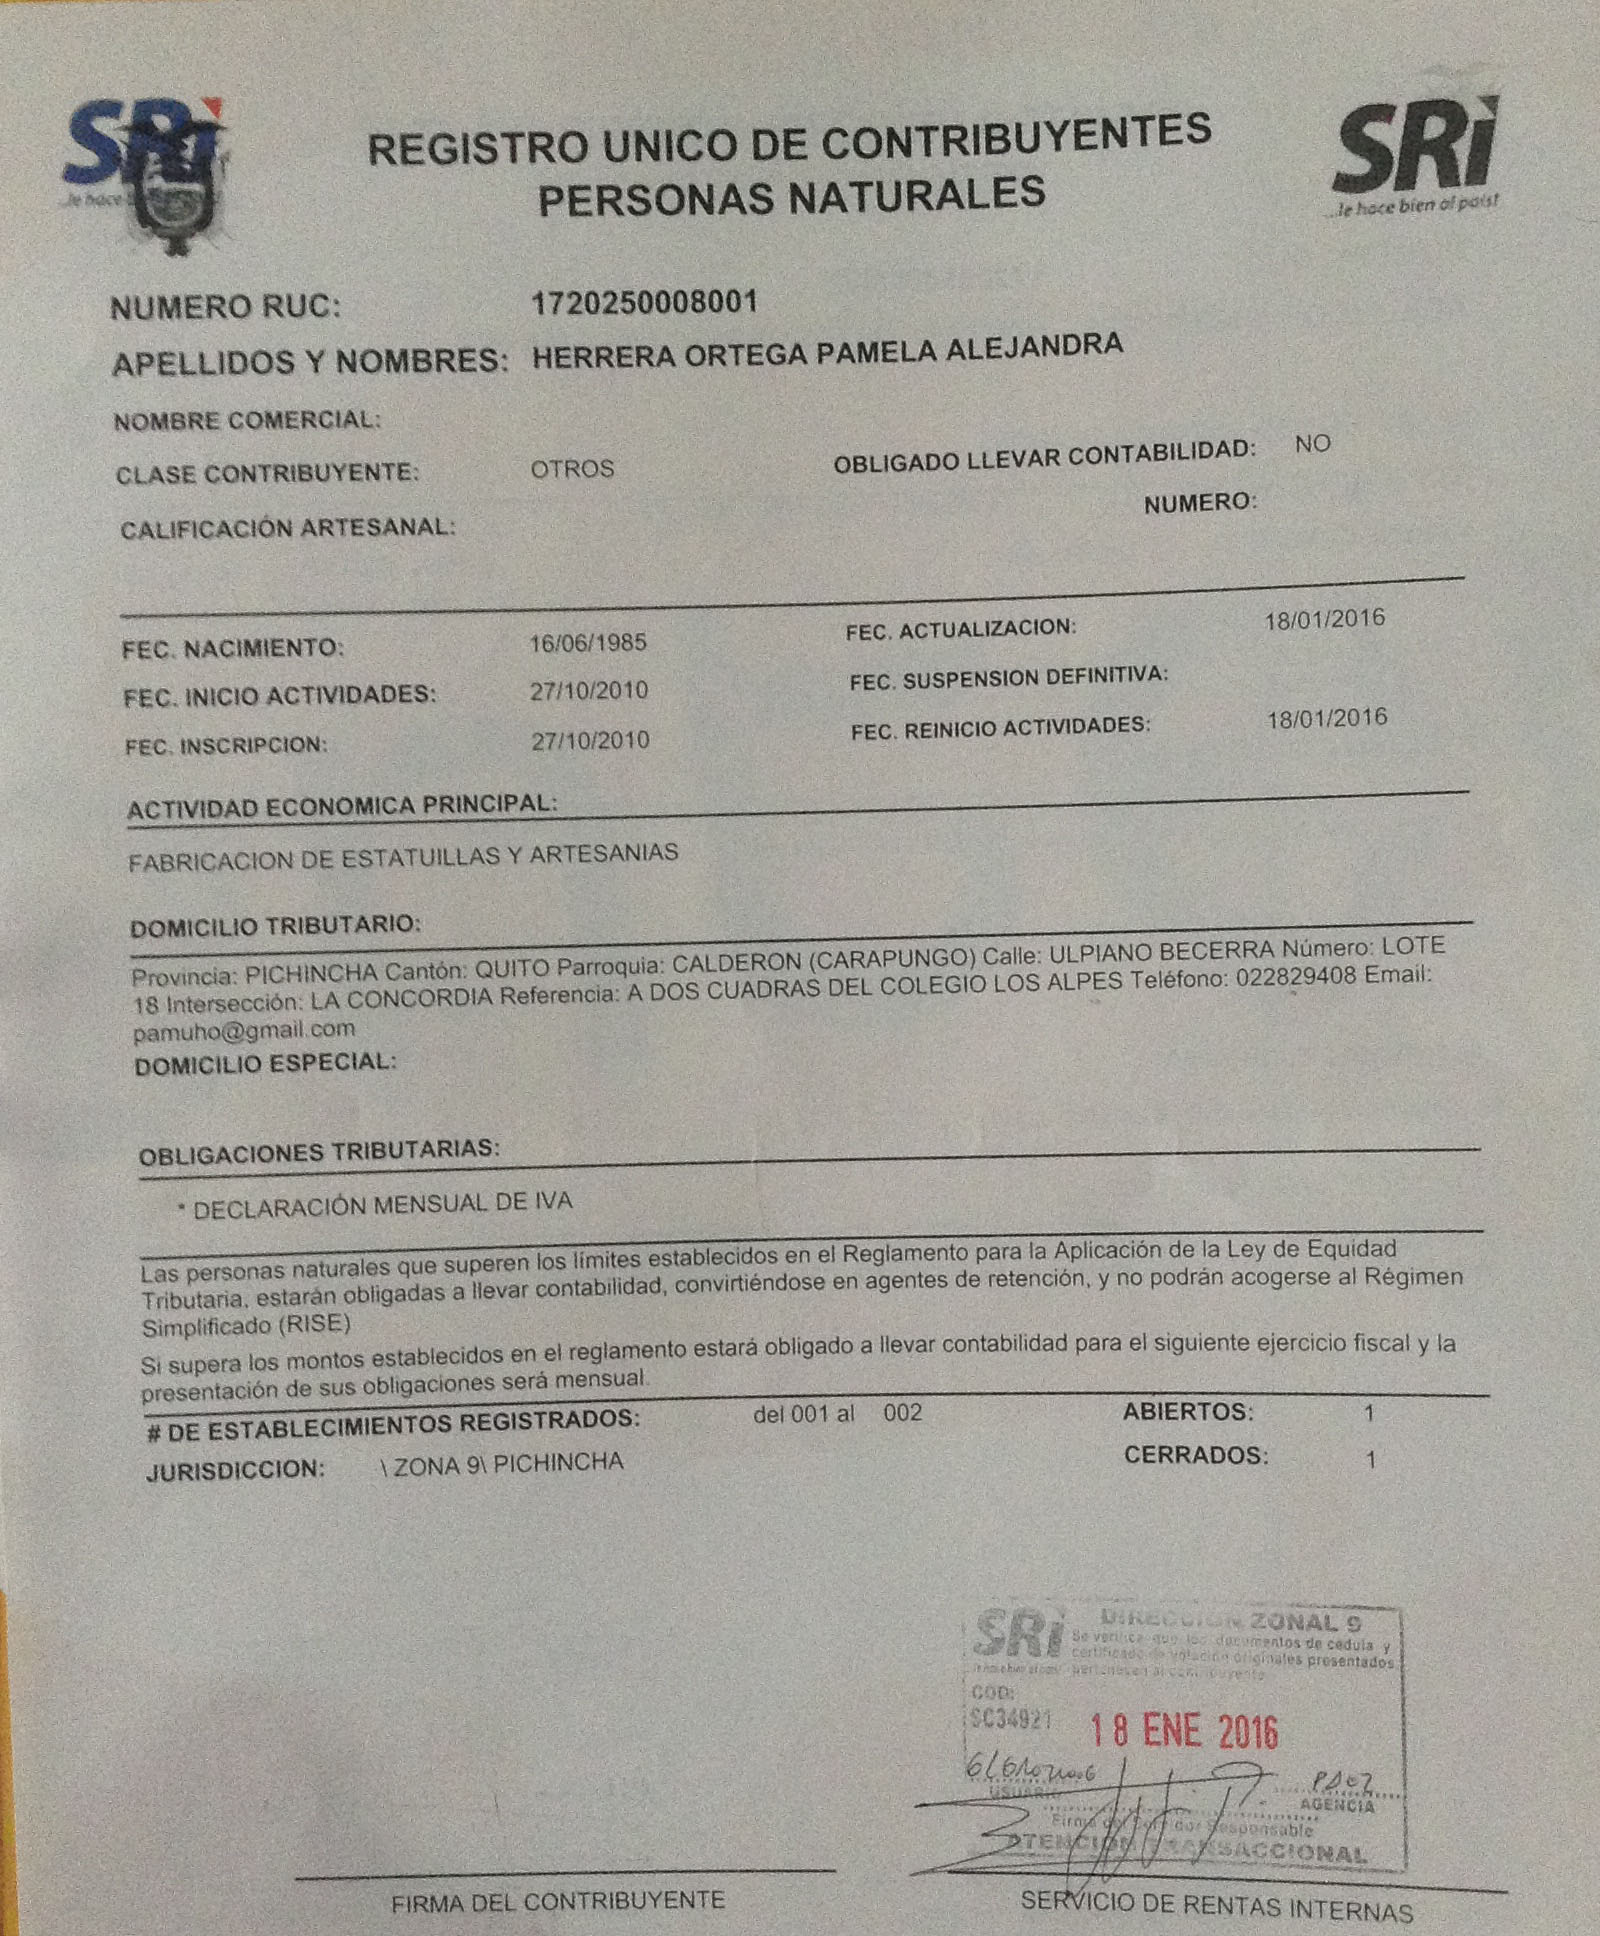 SRi
REGISTRO UNICO DE CONTRIBUYENTES
PERSONAS NATURALES
SRi
...le hace bien al país!
NUMERO RUC: 1720250008001
APELLIDOS Y NOMBRES: HERRERA ORTEGA PAMELA ALEJANDRA
NOMBRE COMERCIAL:
CLASE CONTRIBUYENTE: OTROS OBLIGADO LLEVAR CONTABILIDAD: NO
CALIFICACIÓN ARTESANAL: NUMERO:
FEC. NACIMIENTO: 16/06/1985 FEC. ACTUALIZACION: 18/01/2016
FEC. INICIO ACTIVIDADES: 27/10/2010 FEC. SUSPENSION DEFINITIVA:
FEC. INSCRIPCION: 27/10/2010 FEC. REINICIO ACTIVIDADES: 18/01/2016
ACTIVIDAD ECONOMICA PRINCIPAL:
FABRICACION DE ESTATUILLAS Y ARTESANIAS
DOMICILIO TRIBUTARIO:
Provincia: PICHINCHA Cantón: QUITO Parroquia: CALDERON (CARAPUNGO) Calle: ULPIANO BECERRA Número: LOTE
18 Intersección: LA CONCORDIA Referencia: A DOS CUADRAS DEL COLEGIO LOS ALPES Teléfono: 022829408 Email:
pamuho@gmail.com
DOMICILIO ESPECIAL:
OBLIGACIONES TRIBUTARIAS:
* DECLARACIÓN MENSUAL DE IVA
Las personas naturales que superen los límites establecidos en el Reglamento para la Aplicación de la Ley de Equidad
Tributaria, estarán obligadas a llevar contabilidad, convirtiéndose en agentes de retención, y no podrán acogerse al Régimen
Simplificado (RISE)
Si supera los montos establecidos en el reglamento estará obligado a llevar contabilidad para el siguiente ejercicio fiscal y la
presentación de sus obligaciones será mensual.
# DE ESTABLECIMIENTOS REGISTRADOS: del 001 al 002 ABIERTOS: 1
JURISDICCION: \ ZONA 9\ PICHINCHA CERRADOS: 1
SRi DIRECCION ZONAL 9
Se verifica que los documentos de cédula y
certificado de votación originales presentados
pertenecen al contribuyente
COD:
SC34921 18 ENE 2016
USUARIO AGENCIA
Firma del Servidor Responsable
ATENCION TRANSACCIONAL
FIRMA DEL CONTRIBUYENTE SERVICIO DE RENTAS INTERNAS